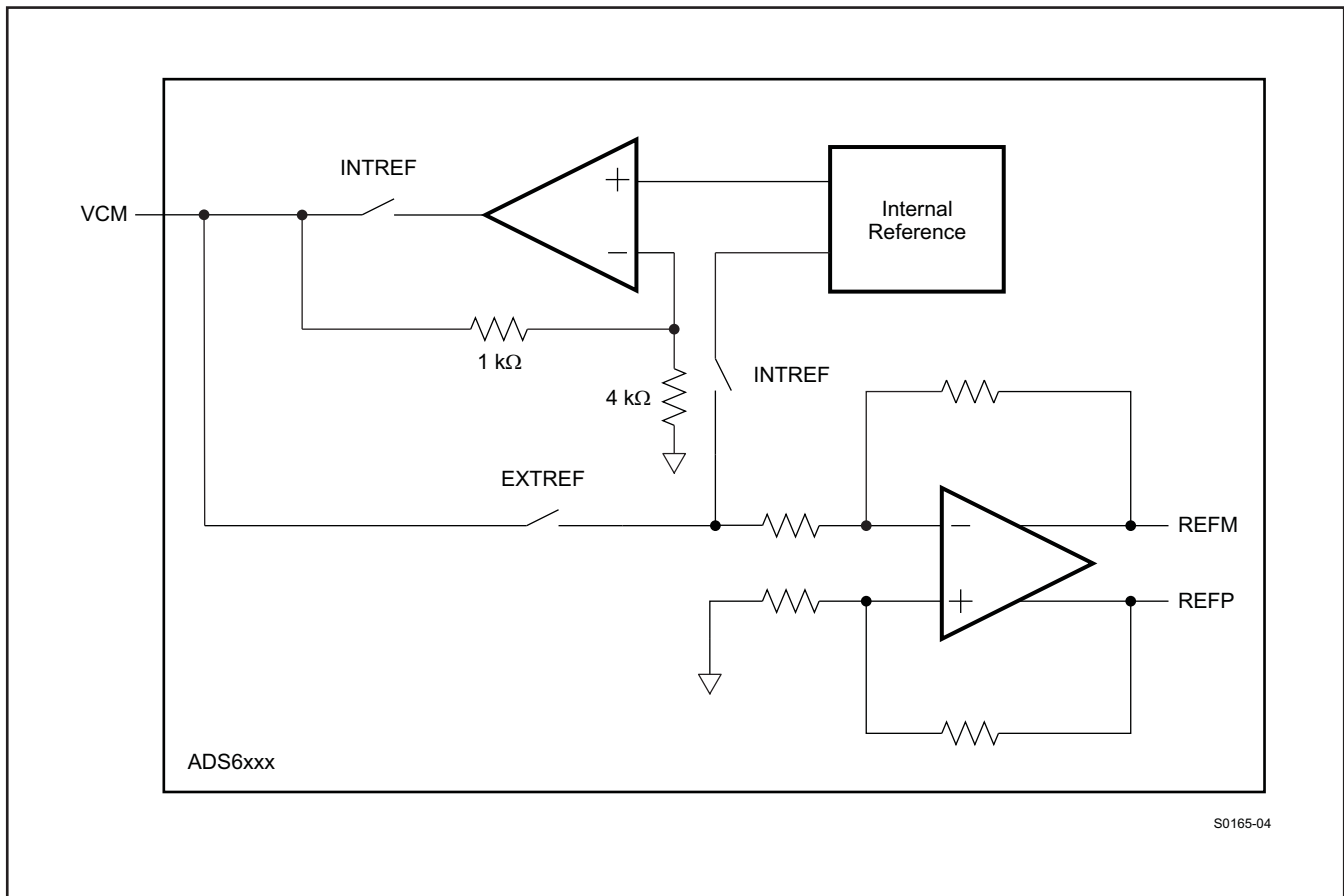 INTREF
VCM
+
−
Internal
Reference
1 kΩ
4 kΩ
INTREF
EXTREF
−
REFM
+
REFP
ADS6xxx
S0165-04